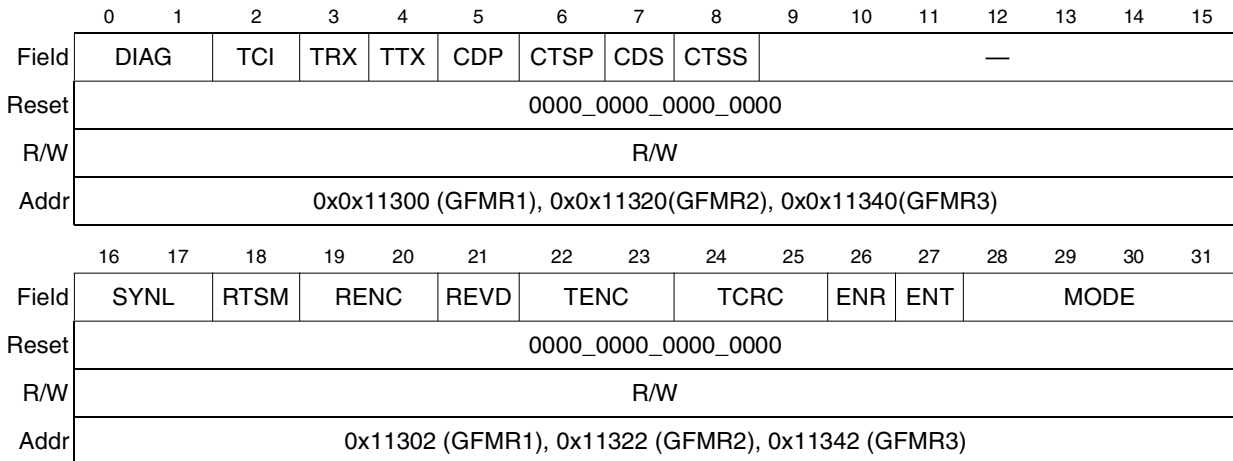 0 1 2 3 4 5 6 7 8 9 10 11 12 13 14 15
Field DIAG TCI TRX TTX CDP CTSP CDS CTSS —
Reset 0000_0000_0000_0000
R/W R/W
Addr 0x0x11300 (GFMR1), 0x0x11320(GFMR2), 0x0x11340(GFMR3)
16 17 18 19 20 21 22 23 24 25 26 27 28 29 30 31
Field SYNL RTSM RENC REVD TENC TCRC ENR ENT MODE
Reset 0000_0000_0000_0000
R/W R/W
Addr 0x11302 (GFMR1), 0x11322 (GFMR2), 0x11342 (GFMR3)